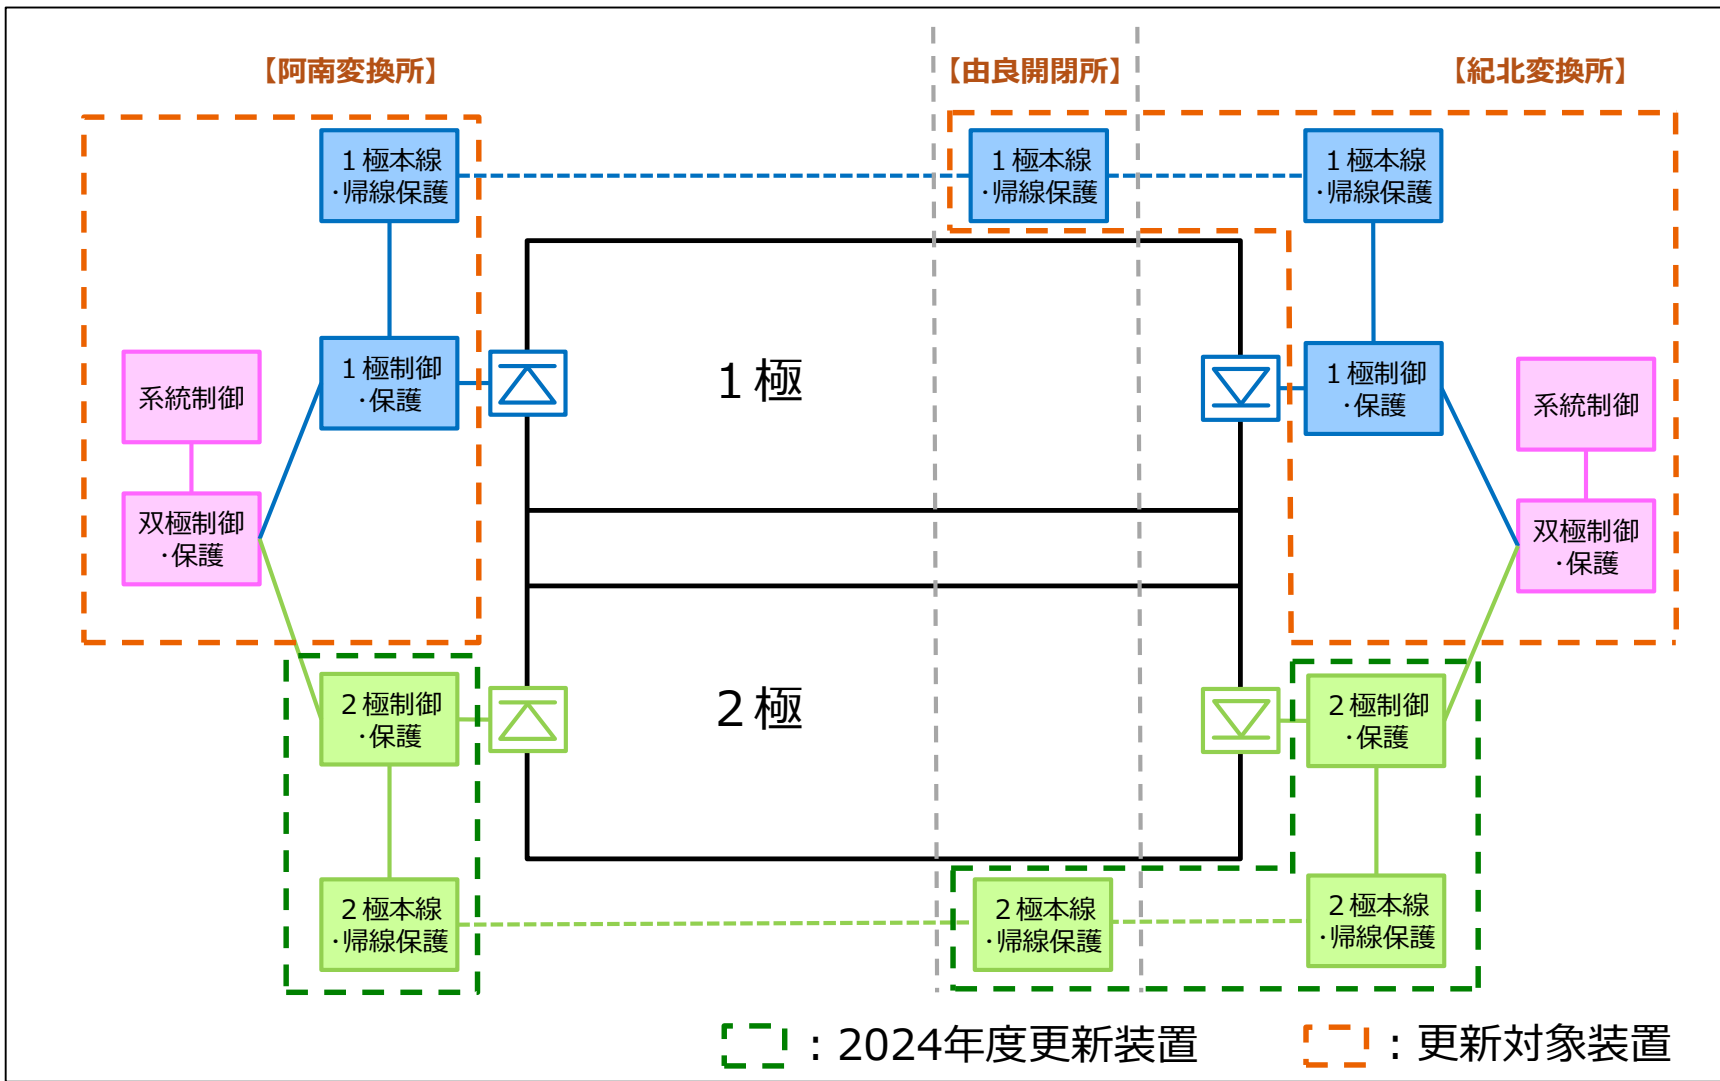 【阿南変換所】
【由良開閉所】
【紀北変換所】
１極本線
・帰線保護
１極本線
・帰線保護
１極本線
・帰線保護
１極制御
・保護
系統制御
双極制御
・保護
１極
１極制御
・保護
系統制御
双極制御
・保護
２極制御
・保護
２極
２極制御
・保護
２極本線
・帰線保護
２極本線
・帰線保護
２極本線
・帰線保護
：2024年度更新装置
：更新対象装置